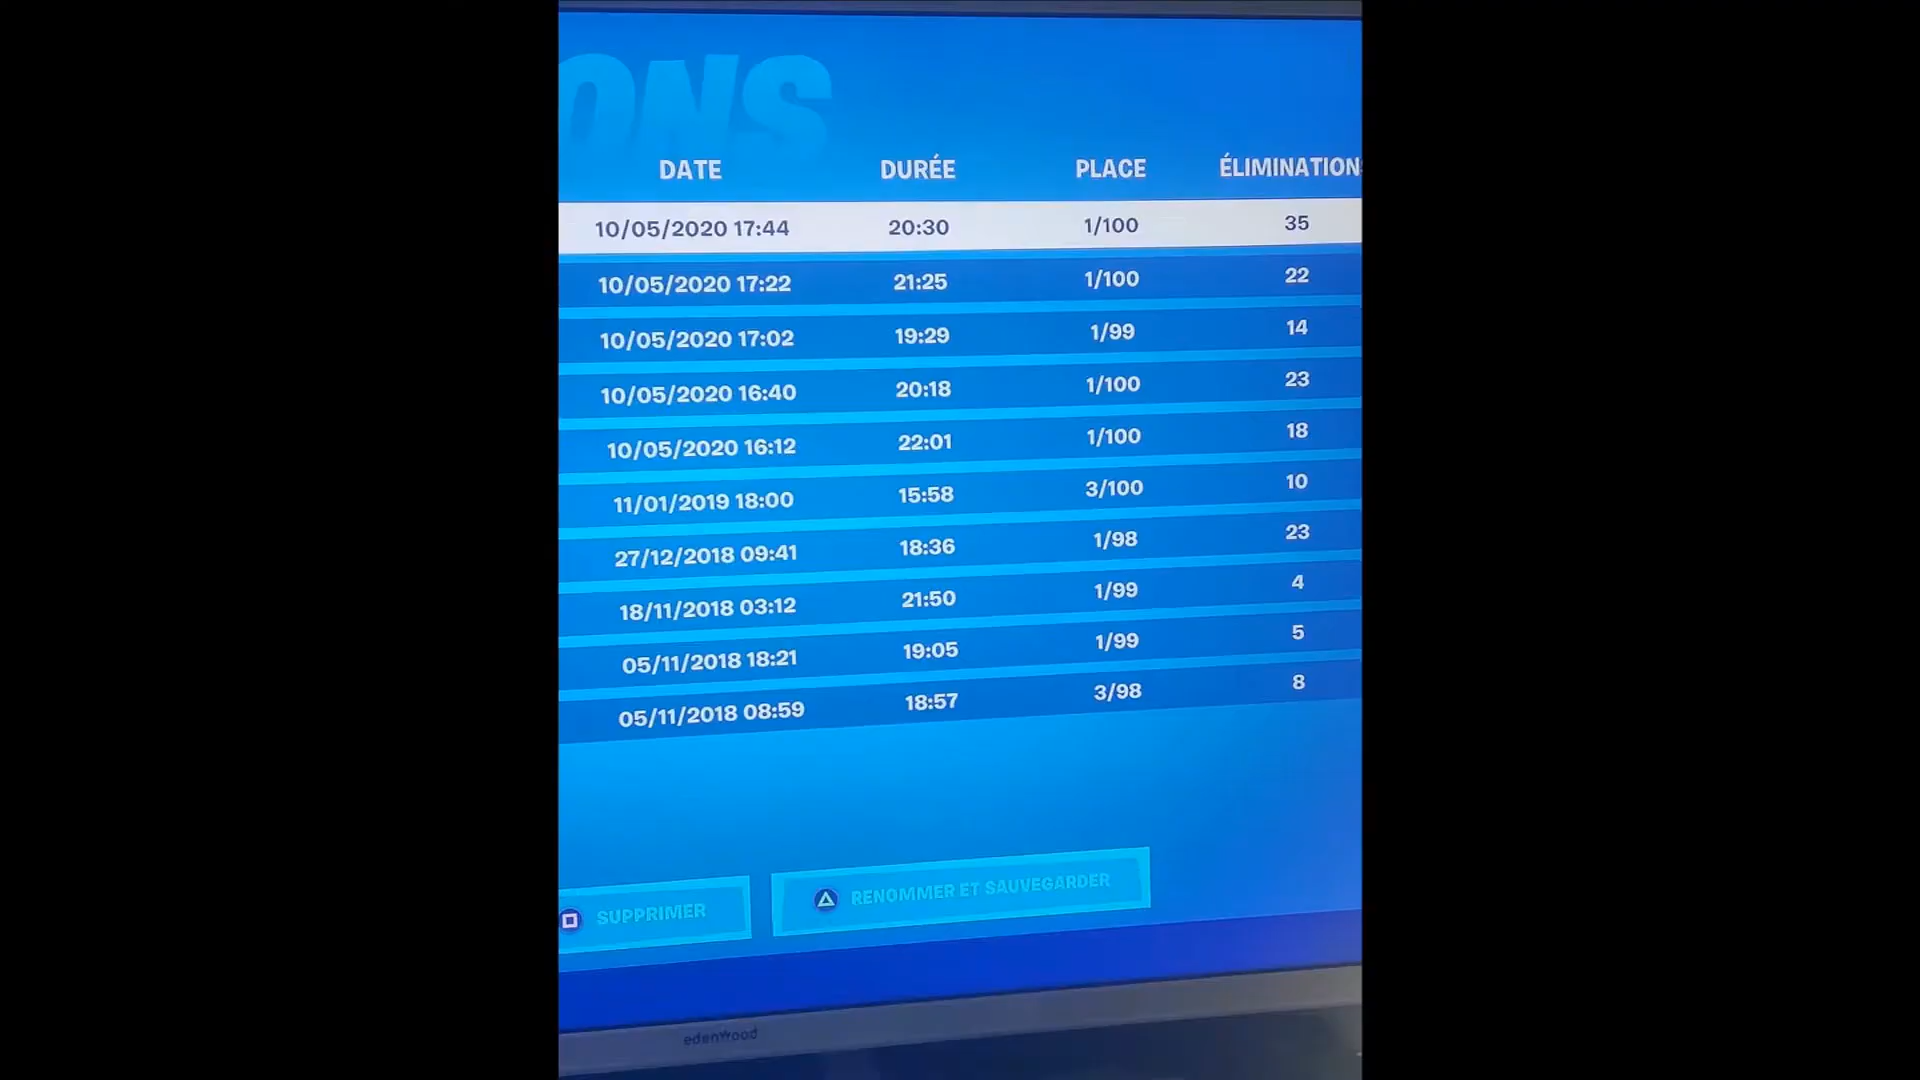 ONS
DATE DURÉE PLACE ÉLIMINATIONS
10/05/2020 17:44 20:30 1/100 35
10/05/2020 17:22 21:25 1/100 22
10/05/2020 17:02 19:29 1/99 14
10/05/2020 16:40 20:18 1/100 23
10/05/2020 16:12 22:01 1/100 18
11/01/2019 18:00 15:58 3/100 10
27/12/2018 09:41 18:36 1/98 23
18/11/2018 03:12 21:50 1/99 4
05/11/2018 18:21 19:05 1/99 5
05/11/2018 08:59 18:57 3/98 8
SUPPRIMER RENOMMER ET SAUVEGARDER
edenWood